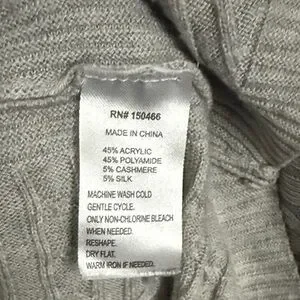 RN# 150466
MADE IN CHINA
45% ACRYLIC
45% POLYAMIDE
5% CASHMERE
5% SILK
MACHINE WASH COLD
GENTLE CYCLE.
ONLY NON-CHLORINE BLEACH
WHEN NEEDED.
RESHAPE.
DRY FLAT.
WARM IRON IF NEEDED.